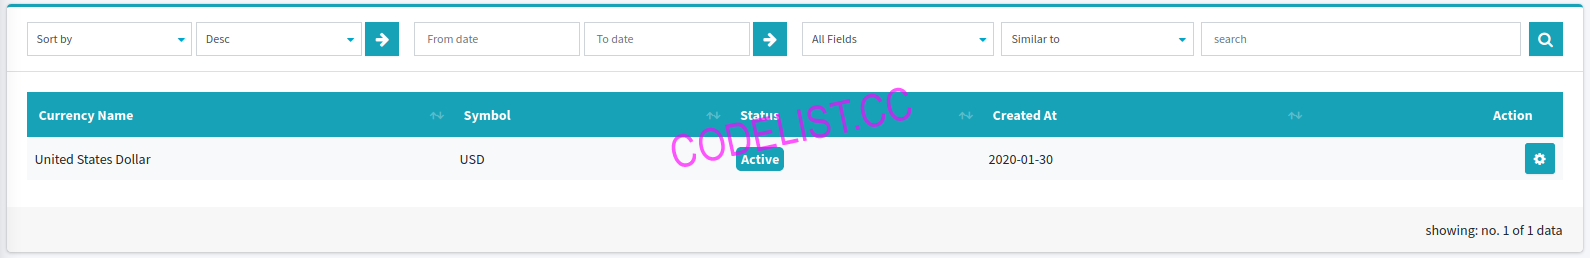 Sort by Desc From date To date All Fields Similar to search
Currency Name Symbol Status Created At Action
CODELIST.CC
United States Dollar USD Active 2020-01-30
showing: no. 1 of 1 data